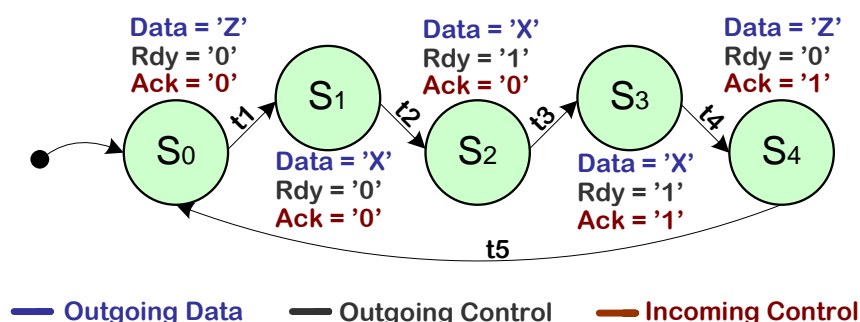 Data = 'Z'
Rdy = '0'
Ack = '0'
Data = 'X'
Rdy = '1'
Ack = '0'
Data = 'Z'
Rdy = '0'
Ack = '1'
S0
t1
S1
t2
S2
t3
S3
t4
S4
Data = 'X'
Rdy = '0'
Ack = '0'
Data = 'X'
Rdy = '1'
Ack = '1'
t5
Outgoing Data
Outgoing Control
Incoming Control